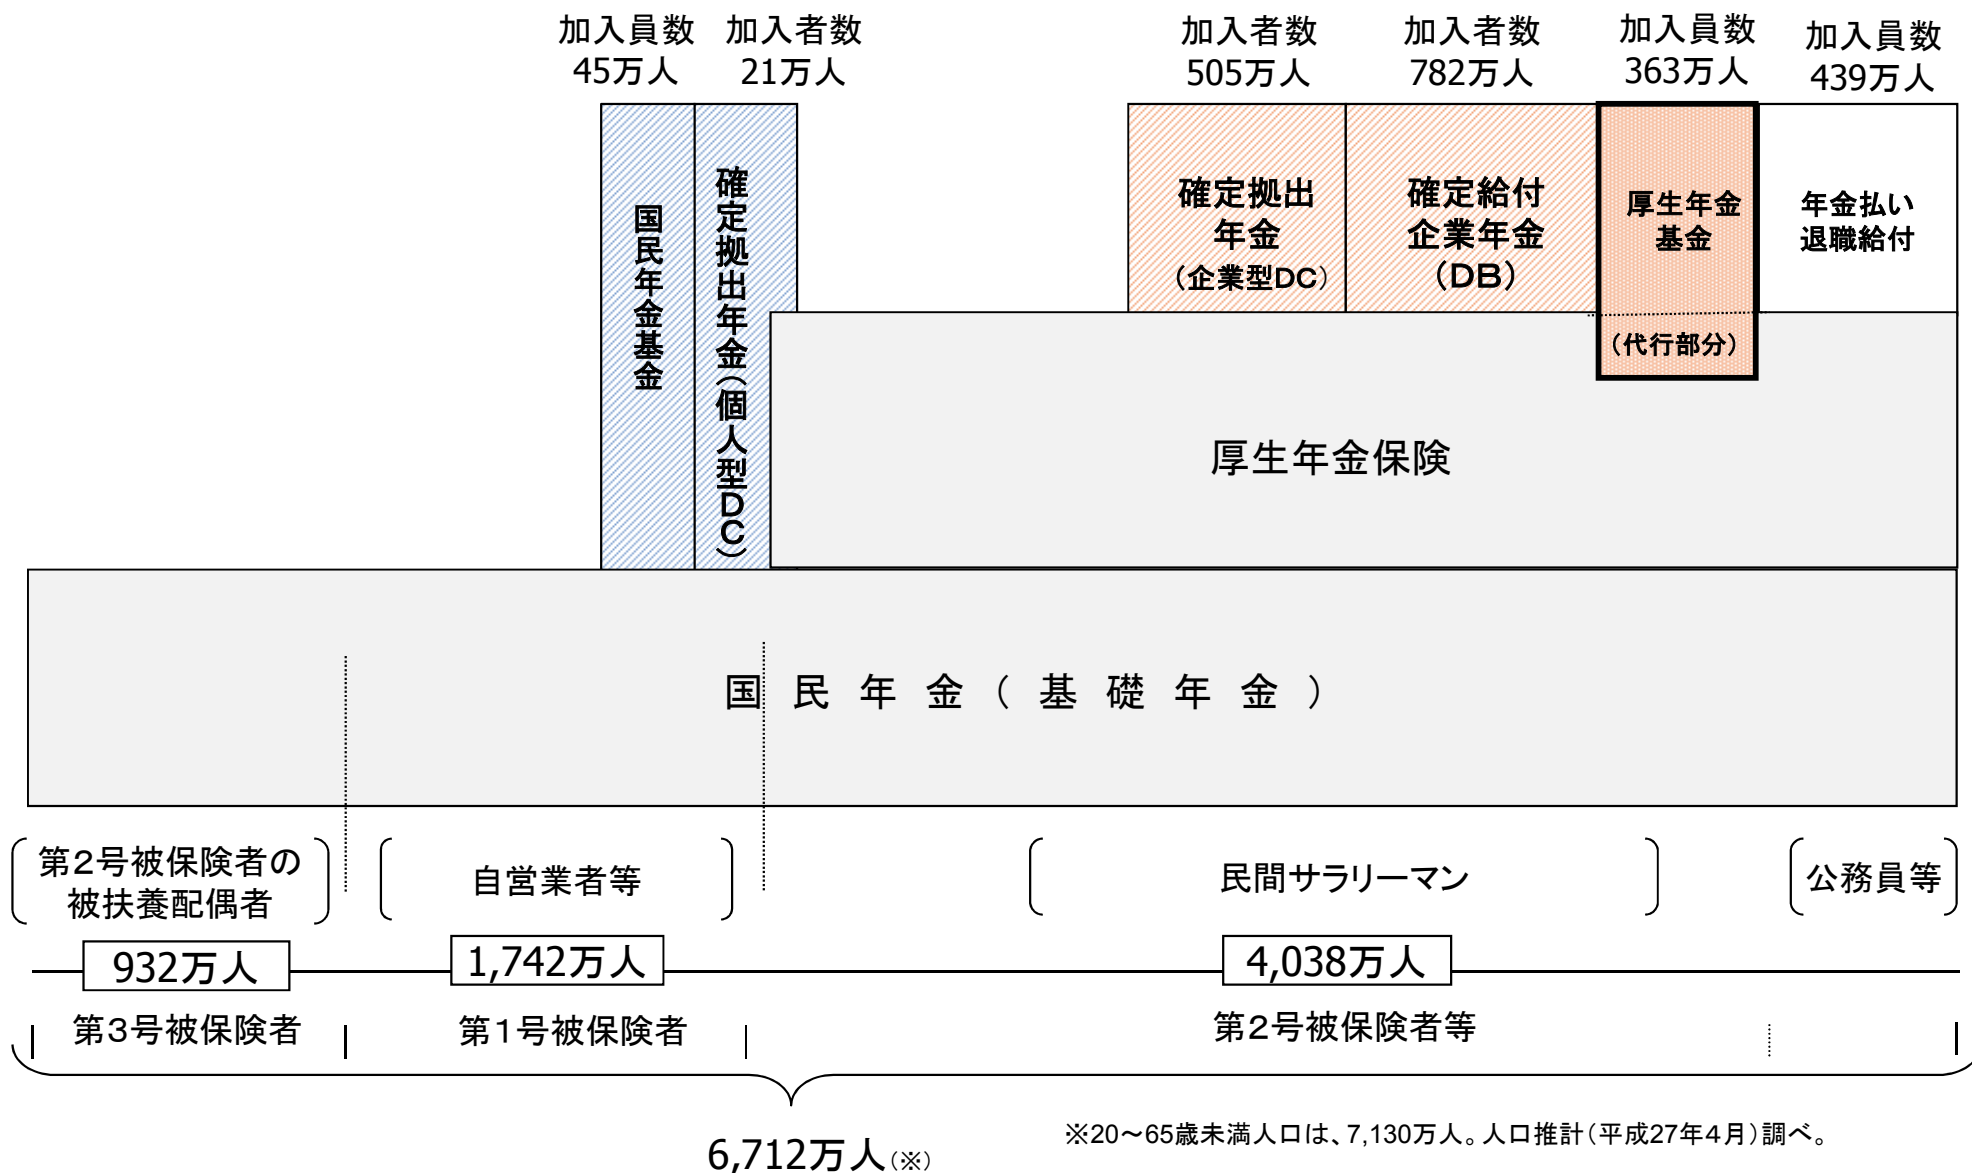 加入員数
45万人
加入者数
21万人
加入者数
505万人
加入者数
782万人
加入員数
363万人
加入員数
439万人
国民年金基金
確定拠出年金(個人型DC)
確定拠出
年金
(企業型DC)
確定給付
企業年金
(DB)
厚生年金
基金
(代行部分)
年金払い
退職給付
厚生年金保険
国民年金(基礎年金)
第2号被保険者の
被扶養配偶者
自営業者等
民間サラリーマン
公務員等
932万人
1,742万人
4,038万人
第3号被保険者
第1号被保険者
第2号被保険者等
6,712万人(※)
※20～65歳未満人口は、7,130万人。人口推計(平成27年4月)調べ。